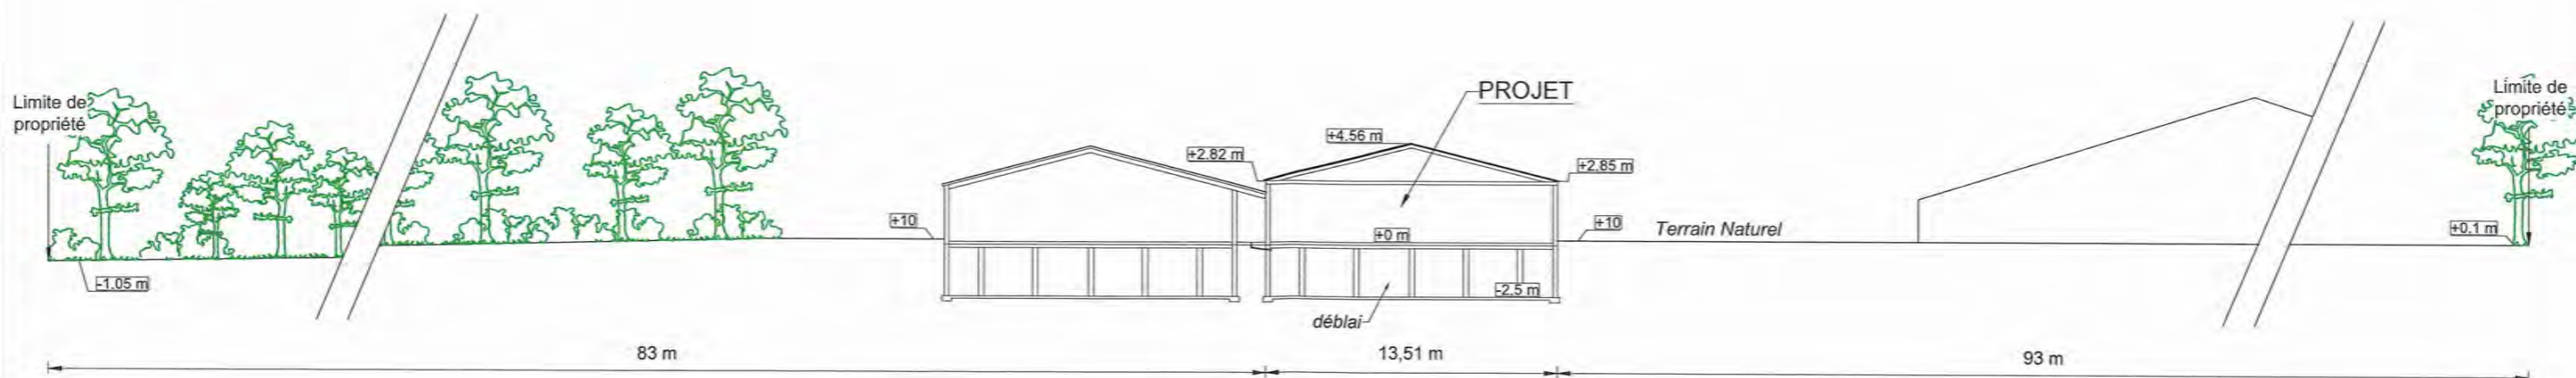 Limite de
propriété
-1.05 m
+10
+2.82 m
+4.56 m
PROJET
+2.85 m
+0 m
-2,5 m
déblai
+10
Terrain Naturel
Limite de
propriété
+0.1 m
83 m
13,51 m
93 m